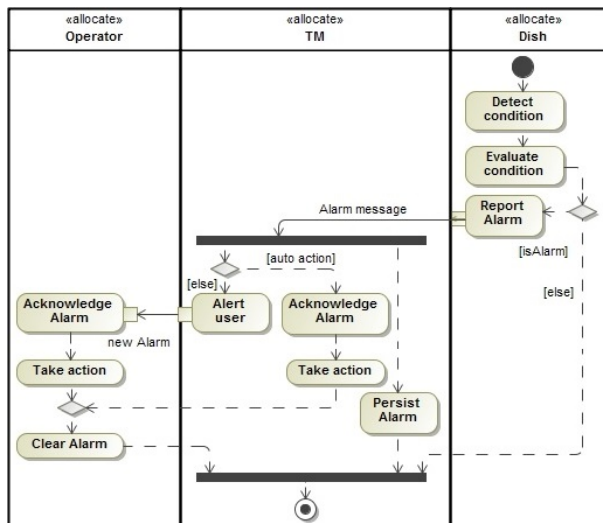 «allocate»
Operator
«allocate»
TM
«allocate»
Dish
Detect
condition
Evaluate
condition
Report
Alarm
Alarm message
[isAlarm]
[auto action]
[else]
[else]
Acknowledge
Alarm
Alert
user
Acknowledge
Alarm
new Alarm
Take action
Take action
Persist
Alarm
Clear Alarm